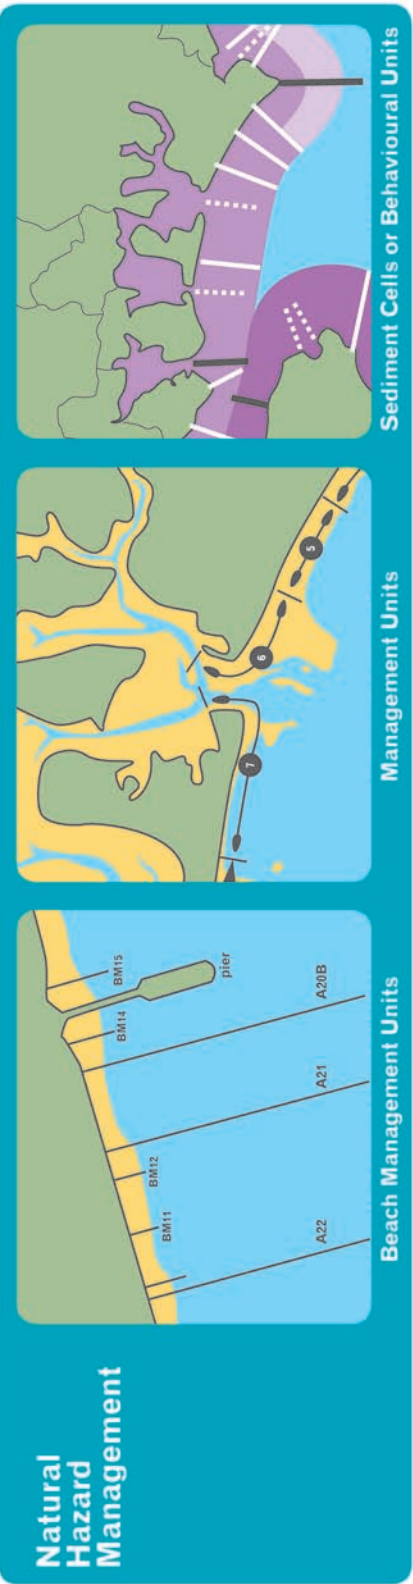 Natural
Hazard
Management
BM11
BM12
BM14
BM15
pier
A22
A21
A20B
Beach Management Units
7
6
5
Management Units
Sediment Cells or Behavioural Units